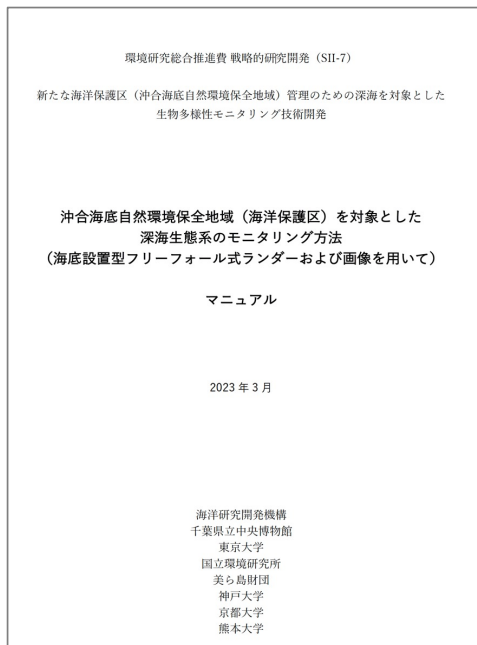 環境研究総合推進費 戦略的研究開発（SII-7）
新たな海洋保護区（沖合海底自然環境保全地域）管理のための深海を対象とした
生物多様性モニタリング技術開発
沖合海底自然環境保全地域（海洋保護区）を対象とした
深海生態系のモニタリング方法
（海底設置型フリーフォール式ランダーおよび画像を用いて）
マニュアル
2023 年 3 月
海洋研究開発機構
千葉県立中央博物館
東京大学
国立環境研究所
美ら島財団
神戸大学
京都大学
熊本大学